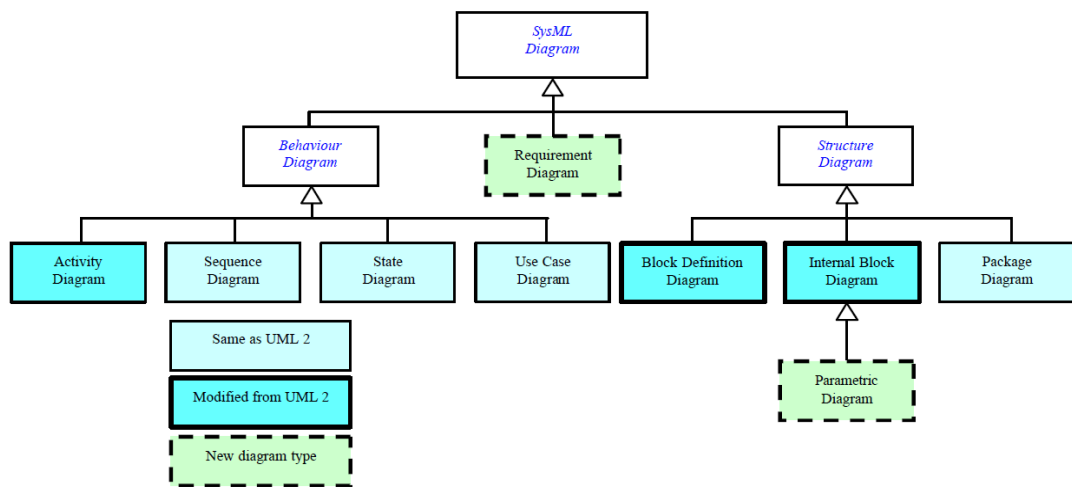 SysML
Diagram
Behaviour
Diagram
Requirement
Diagram
Structure
Diagram
Activity
Diagram
Sequence
Diagram
State
Diagram
Use Case
Diagram
Block Definition
Diagram
Internal Block
Diagram
Package
Diagram
Same as UML 2
Modified from UML 2
New diagram type
Parametric
Diagram